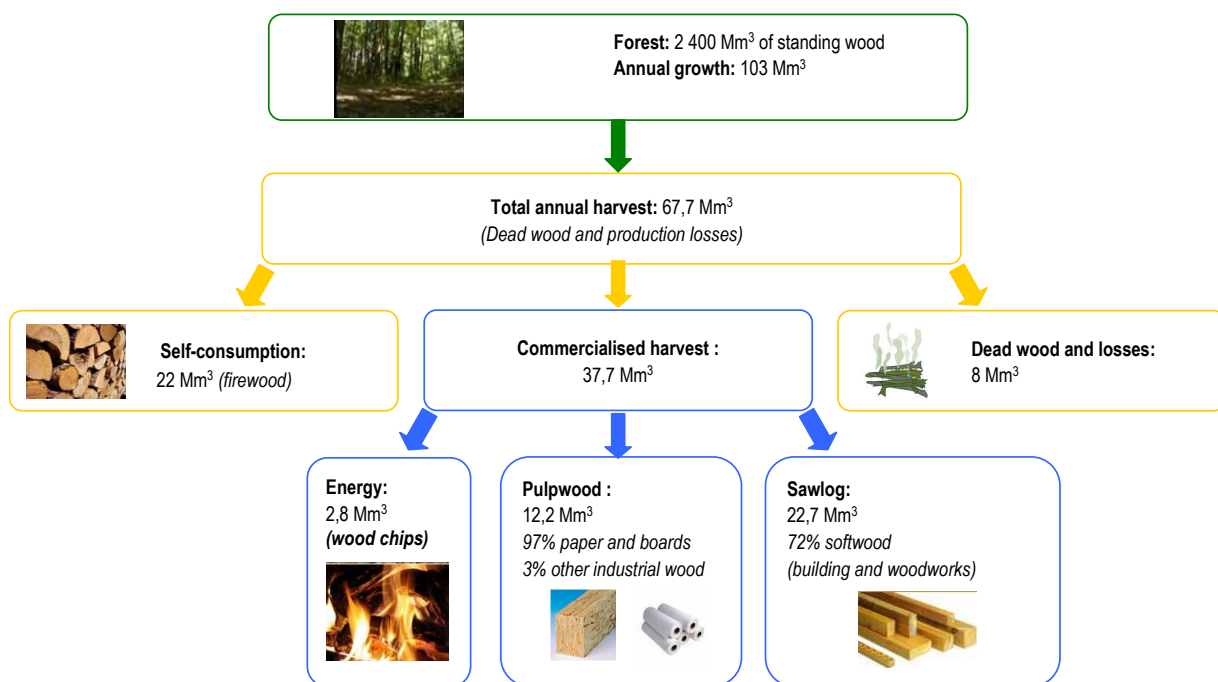 Forest: 2 400 Mm³ of standing wood
Annual growth: 103 Mm³
Total annual harvest: 67,7 Mm³
(Dead wood and production losses)
Self-consumption:
22 Mm³ (firewood)
Commercialised harvest :
37,7 Mm³
Dead wood and losses:
8 Mm³
Energy:
2,8 Mm³
(wood chips)
Pulpwood :
12,2 Mm³
97% paper and boards
3% other industrial wood
Sawlog:
22,7 Mm³
72% softwood
(building and woodworks)